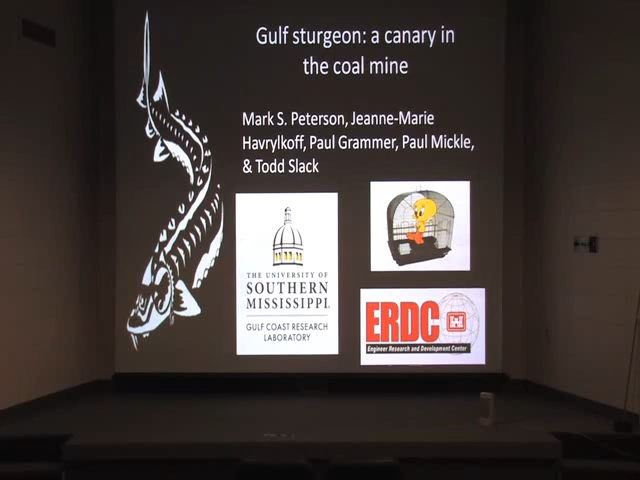 Gulf sturgeon: a canary in
the coal mine
Mark S. Peterson, Jeanne-Marie
Havrylkoff, Paul Grammer, Paul Mickle,
& Todd Slack
THE UNIVERSITY OF
SOUTHERN
MISSISSIPPI.
GULF COAST RESEARCH
LABORATORY
ERDC
Engineer Research and Development Center